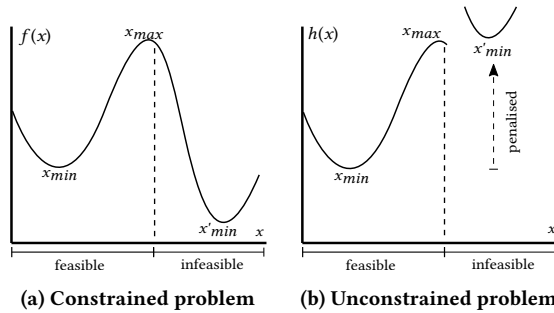 f(x)
x_max
x_min
x'_min
x
feasible
infeasible
(a) Constrained problem
h(x)
x_max
x'_min
penalised
x_min
x
feasible
infeasible
(b) Unconstrained problem